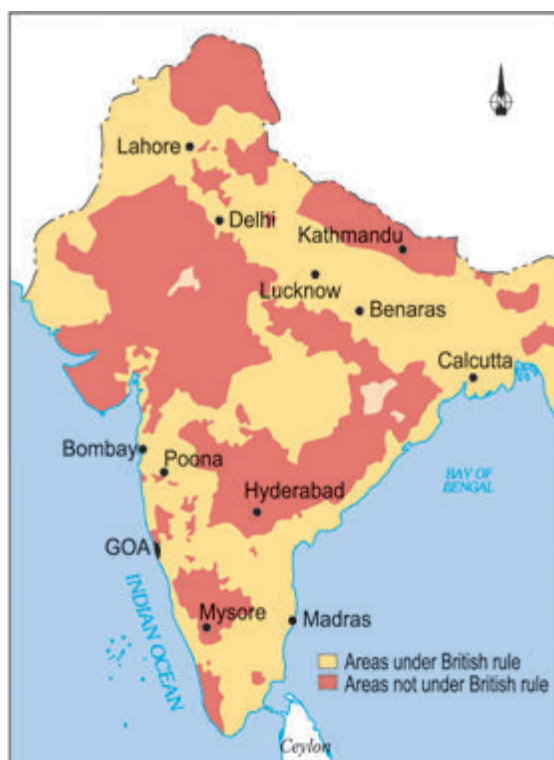 N
Lahore
Delhi
Kathmandu
Lucknow
Benaras
Calcutta
Bombay
Poona
BAY OF
BENGAL
Hyderabad
GOA
INDIAN OCEAN
Mysore
Madras
Areas under British rule
Areas not under British rule
Ceylon